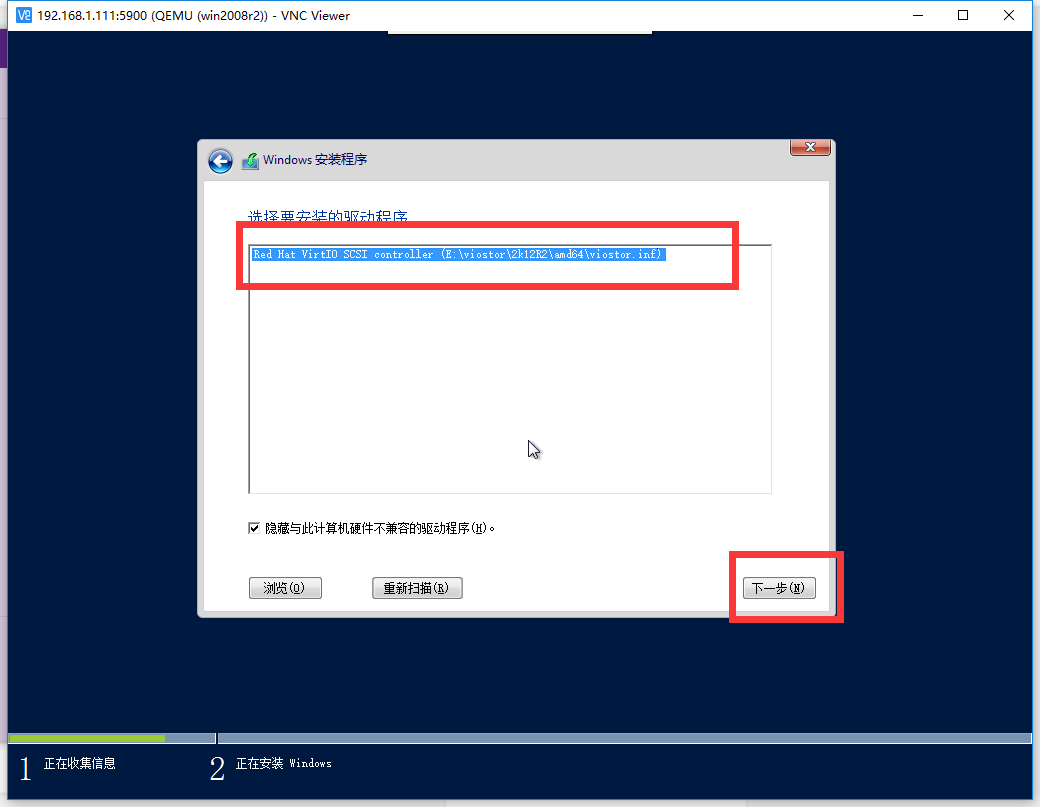 192.168.1.111:5900 (QEMU (win2008r2)) - VNC Viewer
Windows 安装程序
选择要安装的驱动程序
Red Hat VirtIO SCSI controller (E:\viostor\2k12R2\amd64\viostor.inf)
隐藏与此计算机硬件不兼容的驱动程序(H)。
浏览(O)
重新扫描(R)
下一步(N)
1 正在收集信息
2 正在安装 Windows